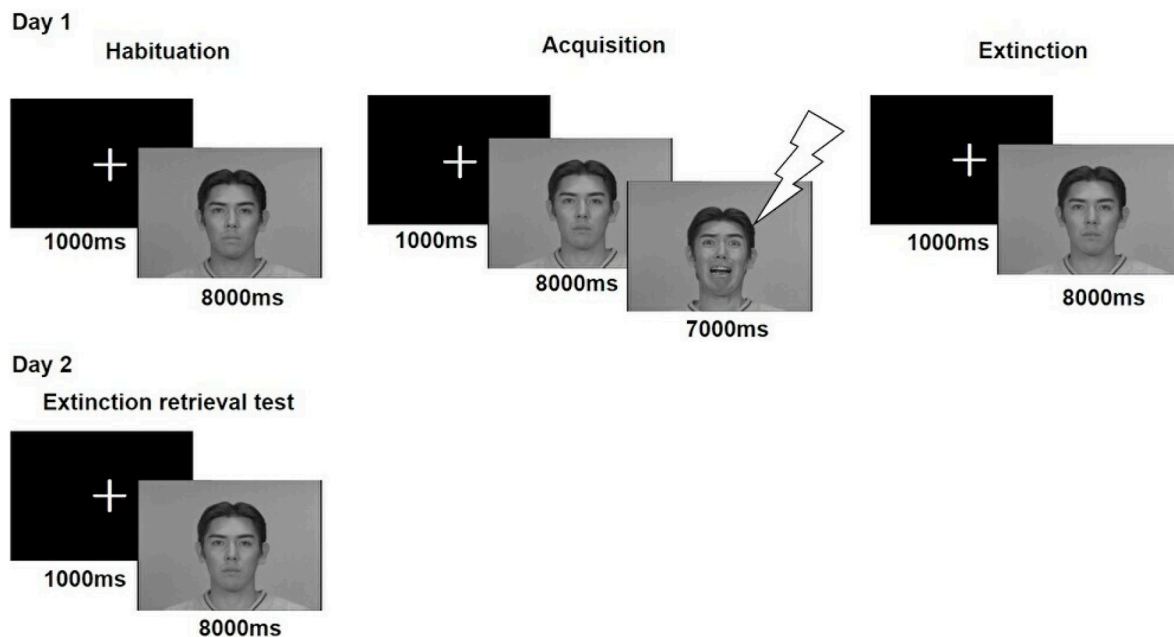 Day 1
Habituation
Acquisition
Extinction
1000ms
8000ms
1000ms
8000ms
7000ms
1000ms
8000ms
Day 2
Extinction retrieval test
1000ms
8000ms